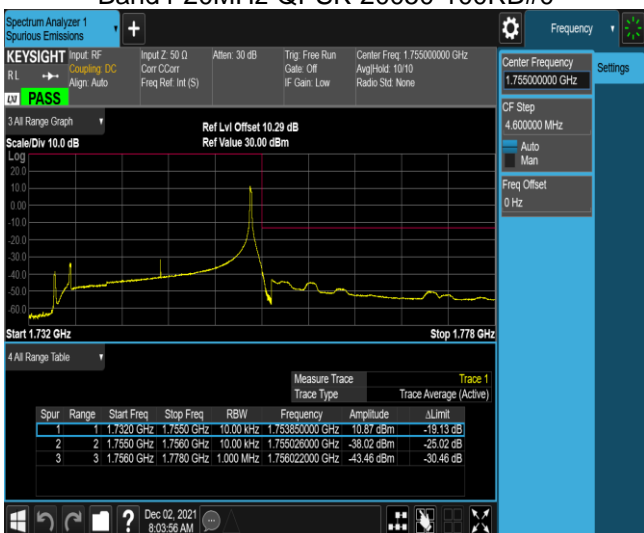 Spectrum Analyzer 1
Spurious Emissions
Frequency
KEYSIGHT
RL
Input: RF
Coupling: DC
Align: Auto
Input Z: 50 Ω
Corr CCorr
Freq Ref: Int (S)
Atten: 30 dB
Trig: Free Run
Gate: Off
IF Gain: Low
Center Freq: 1.755000000 GHz
Avg|Hold: 10/10
Radio Std: None
LNI PASS
Center Frequency
1.755000000 GHz
Settings
CF Step
4.600000 MHz
Auto
Man
Freq Offset
0 Hz
3 All Range Graph
Scale/Div 10.0 dB
Ref Lvl Offset 10.29 dB
Ref Value 30.00 dBm
Log
20.0
10.0
0.00
-10.0
-20.0
-30.0
-40.0
-50.0
-60.0
Start 1.732 GHz
Stop 1.778 GHz
4 All Range Table
Measure Trace Trace 1
Trace Type Trace Average (Active)
Spur Range Start Freq Stop Freq RBW Frequency Amplitude ΔLimit
1 1 1.7320 GHz 1.7550 GHz 10.00 kHz 1.753850000 GHz 10.87 dBm -19.13 dB
2 2 1.7550 GHz 1.7560 GHz 10.00 kHz 1.755026000 GHz -38.02 dBm -25.02 dB
3 3 1.7560 GHz 1.7780 GHz 1.000 MHz 1.756022000 GHz -43.46 dBm -30.46 dB
Dec 02, 2021
8:03:56 AM